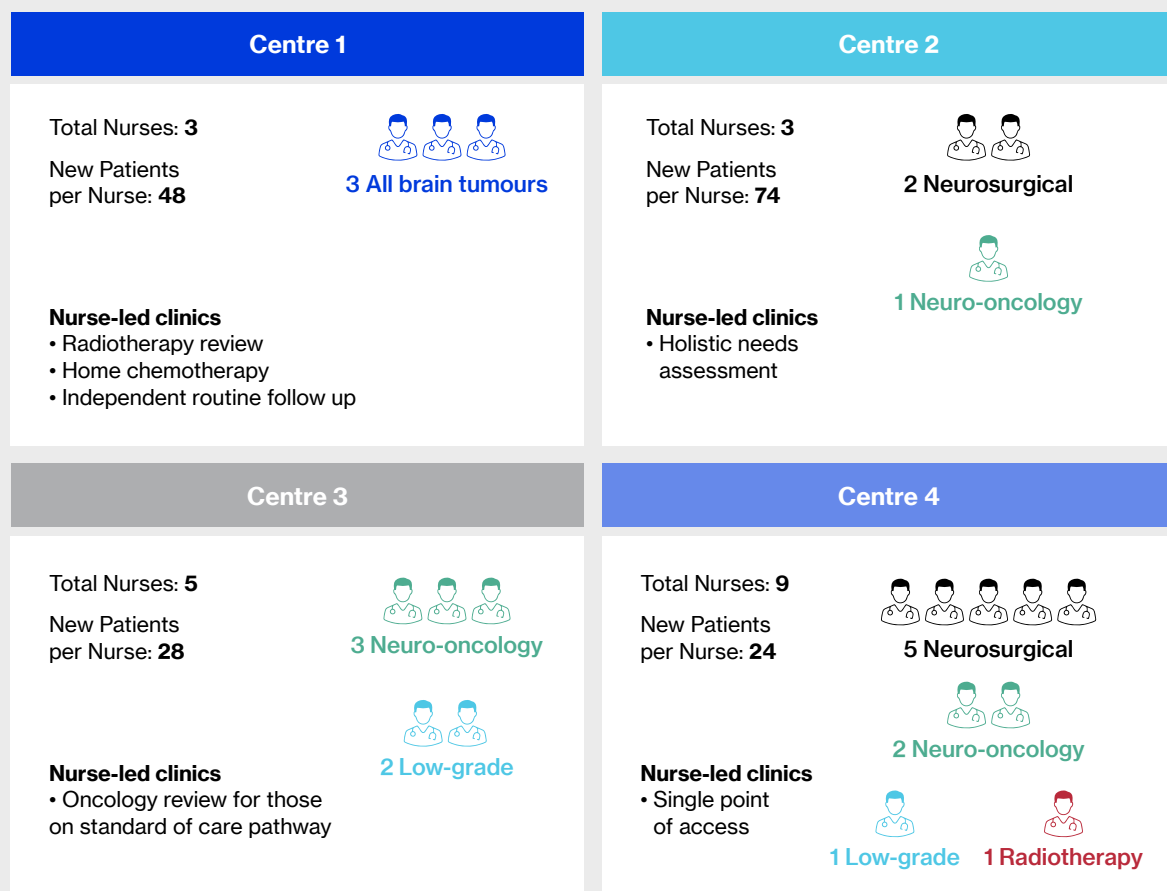 Centre 1
Total Nurses: 3
New Patients
per Nurse: 48
3 All brain tumours
Nurse-led clinics
• Radiotherapy review
• Home chemotherapy
• Independent routine follow up
Centre 2
Total Nurses: 3
New Patients
per Nurse: 74
2 Neurosurgical
1 Neuro-oncology
Nurse-led clinics
• Holistic needs
assessment
Centre 3
Total Nurses: 5
New Patients
per Nurse: 28
3 Neuro-oncology
2 Low-grade
Nurse-led clinics
• Oncology review for those
on standard of care pathway
Centre 4
Total Nurses: 9
New Patients
per Nurse: 24
5 Neurosurgical
2 Neuro-oncology
Nurse-led clinics
• Single point
of access
1 Low-grade
1 Radiotherapy